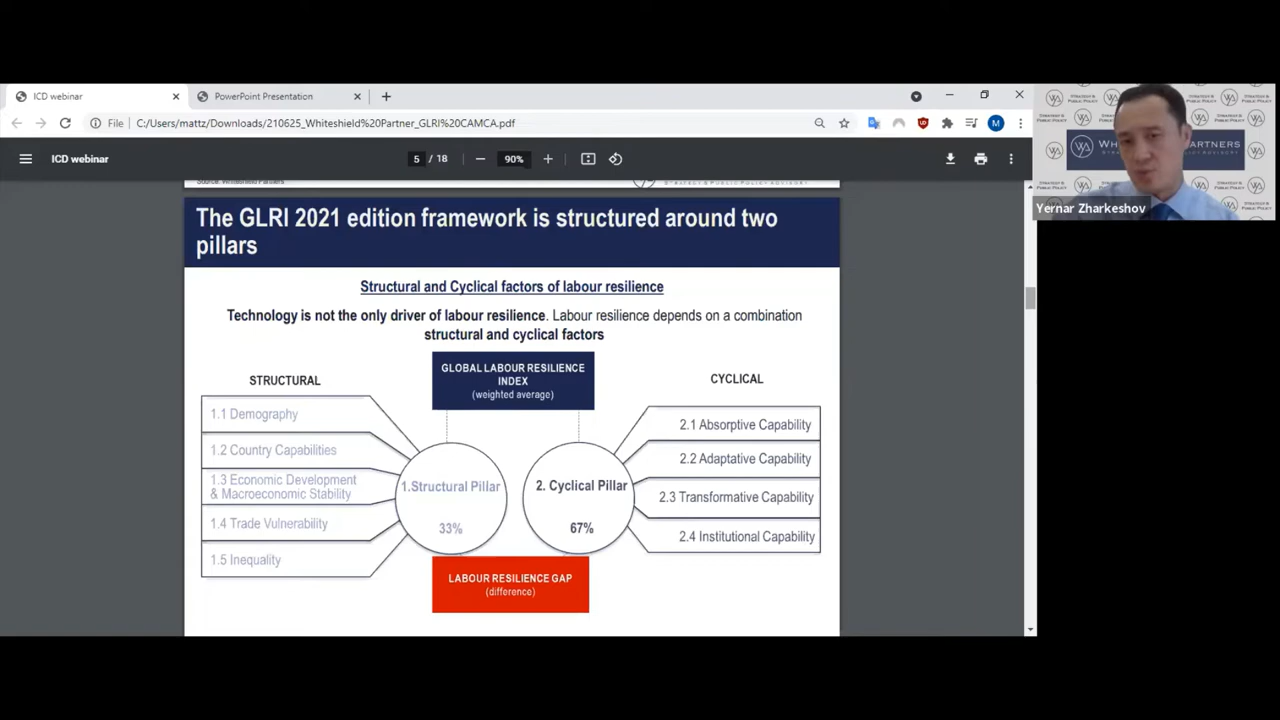 ICD webinar
PowerPoint Presentation
File
C:/Users/mattz/Downloads/210625_Whiteshield%20Partner_GLRI%20CAMCA.pdf
M
ICD webinar
5 / 18
90%
STRATEGY & PUBLIC POLICY ADVISORY
The GLRI 2021 edition framework is structured around two
pillars
Structural and Cyclical factors of labour resilience
Technology is not the only driver of labour resilience. Labour resilience depends on a combination
structural and cyclical factors
GLOBAL LABOUR RESILIENCE
INDEX
(weighted average)
STRUCTURAL
1.1 Demography
1.2 Country Capabilities
1.3 Economic Development
& Macroeconomic Stability
1.4 Trade Vulnerability
1.5 Inequality
1.Structural Pillar
33%
2. Cyclical Pillar
67%
CYCLICAL
2.1 Absorptive Capability
2.2 Adaptative Capability
2.3 Transformative Capability
2.4 Institutional Capability
LABOUR RESILIENCE GAP
(difference)
Yernar Zharkeshov